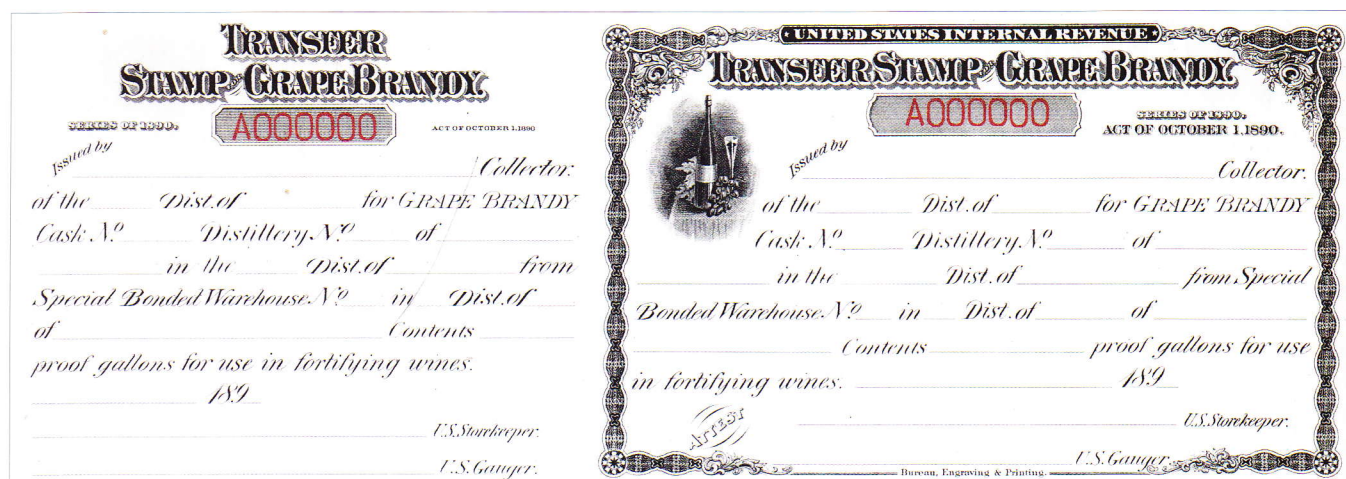 TRANSFER
STAMP FOR GRAPE BRANDY.
SERIES OF 1890. A000000 ACT OF OCTOBER 1, 1890
Issued by
Collector.
of the Dist. of for GRAPE BRANDY
Cask No. Distillery No. of
in the Dist. of from
Special Bonded Warehouse No. in Dist. of
of Contents
proof gallons for use in fortifying wines.
189
U.S. Storekeeper.
U.S. Gauger.
UNITED STATES INTERNAL REVENUE
TRANSFER STAMP FOR GRAPE BRANDY.
A000000
SERIES OF 1890.
ACT OF OCTOBER 1, 1890.
Issued by
Collector.
of the Dist. of for GRAPE BRANDY
Cask No. Distillery No. of
in the Dist. of from Special
Bonded Warehouse No. in Dist. of of
Contents proof gallons for use
in fortifying wines. 189
ATTEST
U.S. Storekeeper.
U.S. Gauger.
Bureau, Engraving & Printing.